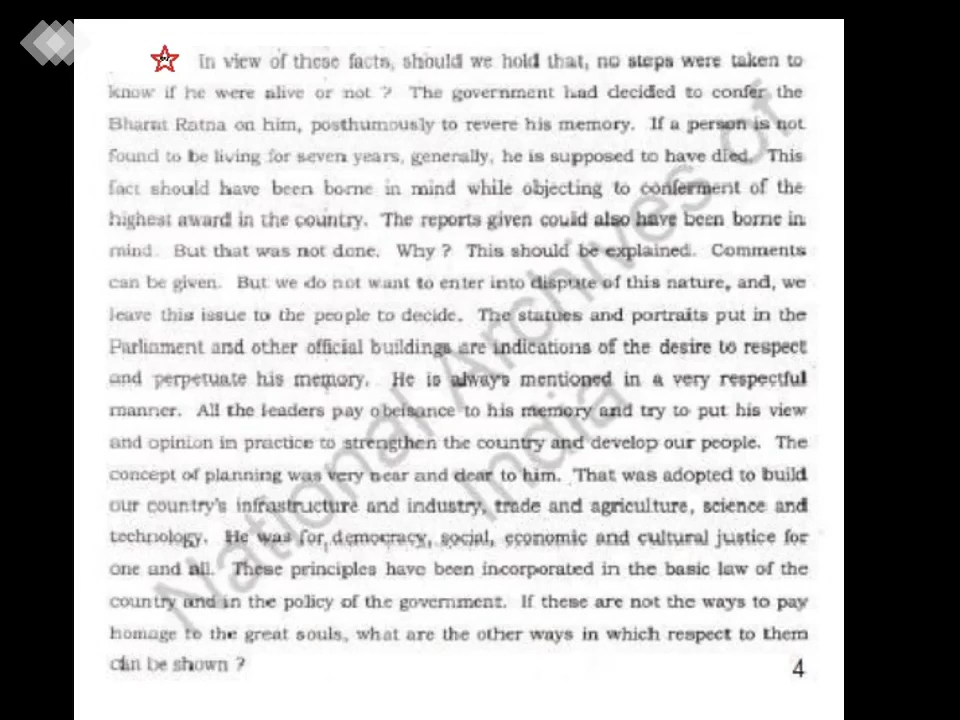 In view of these facts, should we hold that, no steps were taken to
know if he were alive or not ? The government had decided to confer the
Bharat Ratna on him, posthumously to revere his memory. If a person is not
found to be living for seven years, generally, he is supposed to have died. This
fact should have been borne in mind while objecting to conferment of the
highest award in the country. The reports given could also have been borne in
mind. But that was not done. Why ? This should be explained. Comments
can be given. But we do not want to enter into dispute of this nature, and, we
leave this issue to the people to decide. The statues and portraits put in the
Parliament and other official buildings are indications of the desire to respect
and perpetuate his memory. He is always mentioned in a very respectful
manner. All the leaders pay obeisance to his memory and try to put his view
and opinion in practice to strengthen the country and develop our people. The
concept of planning was very near and dear to him. That was adopted to build
our country's infrastructure and industry, trade and agriculture, science and
technology. He was for democracy, social, economic and cultural justice for
one and all. These principles have been incorporated in the basic law of the
country and in the policy of the government. If these are not the ways to pay
homage to the great souls, what are the other ways in which respect to them
can be shown ?
4
National Archives of
India